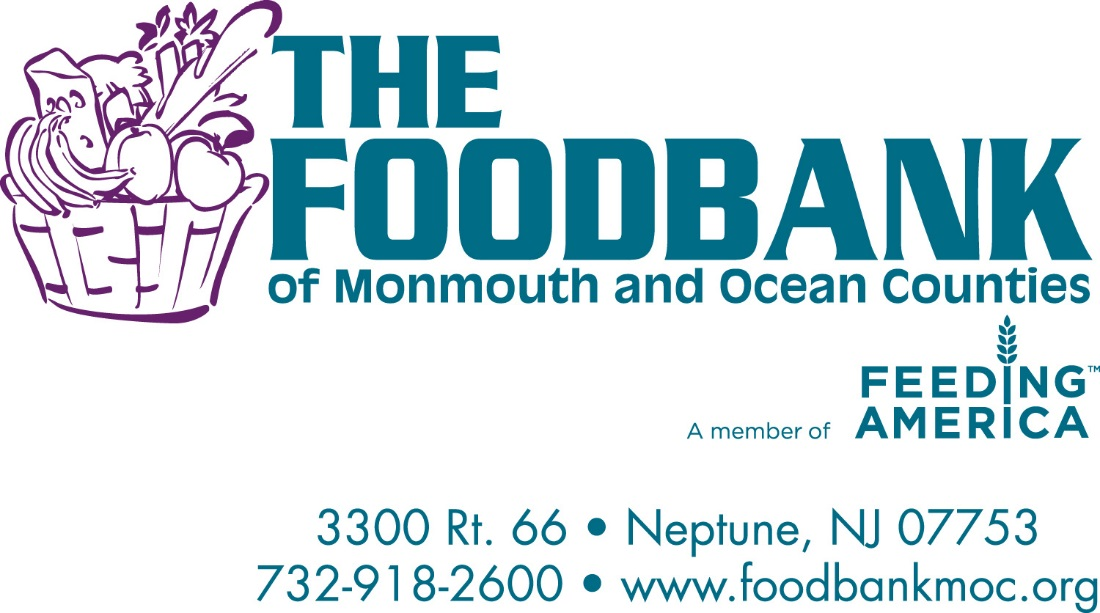 THE
FOODBANK
of Monmouth and Ocean Counties
A member of FEEDING™ AMERICA
3300 Rt. 66 • Neptune, NJ 07753
732-918-2600 • www.foodbankmoc.org